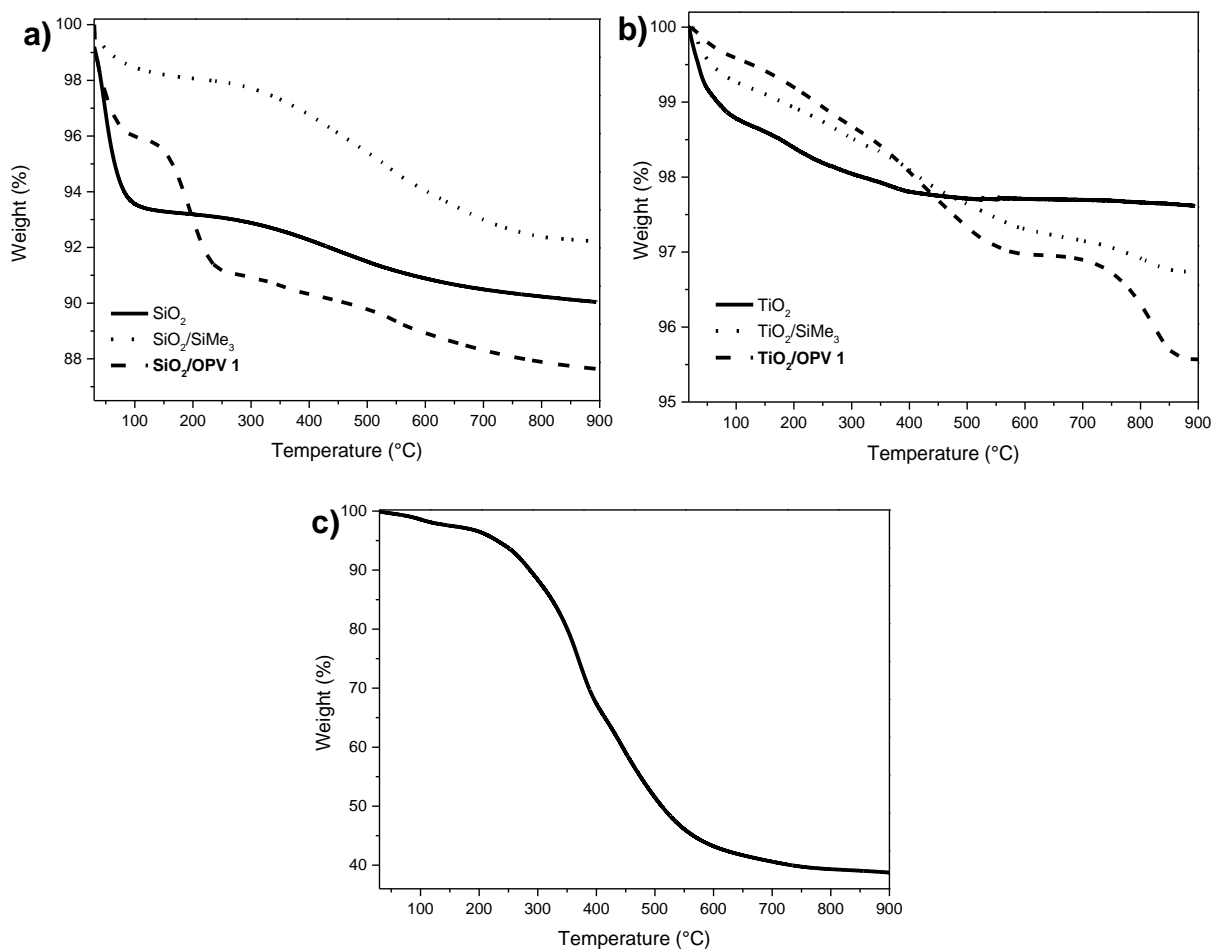 a)
100
98
96
94
92
90
88
Weight (%)
SiO₂
SiO₂/SiMe₃
SiO₂/OPV 1
100 200 300 400 500 600 700 800 900
Temperature (°C)
b)
100
99
98
97
96
95
Weight (%)
TiO₂
TiO₂/SiMe₃
TiO₂/OPV 1
100 200 300 400 500 600 700 800 900
Temperature (°C)
c)
100
90
80
70
60
50
40
Weight (%)
100 200 300 400 500 600 700 800 900
Temperature (°C)